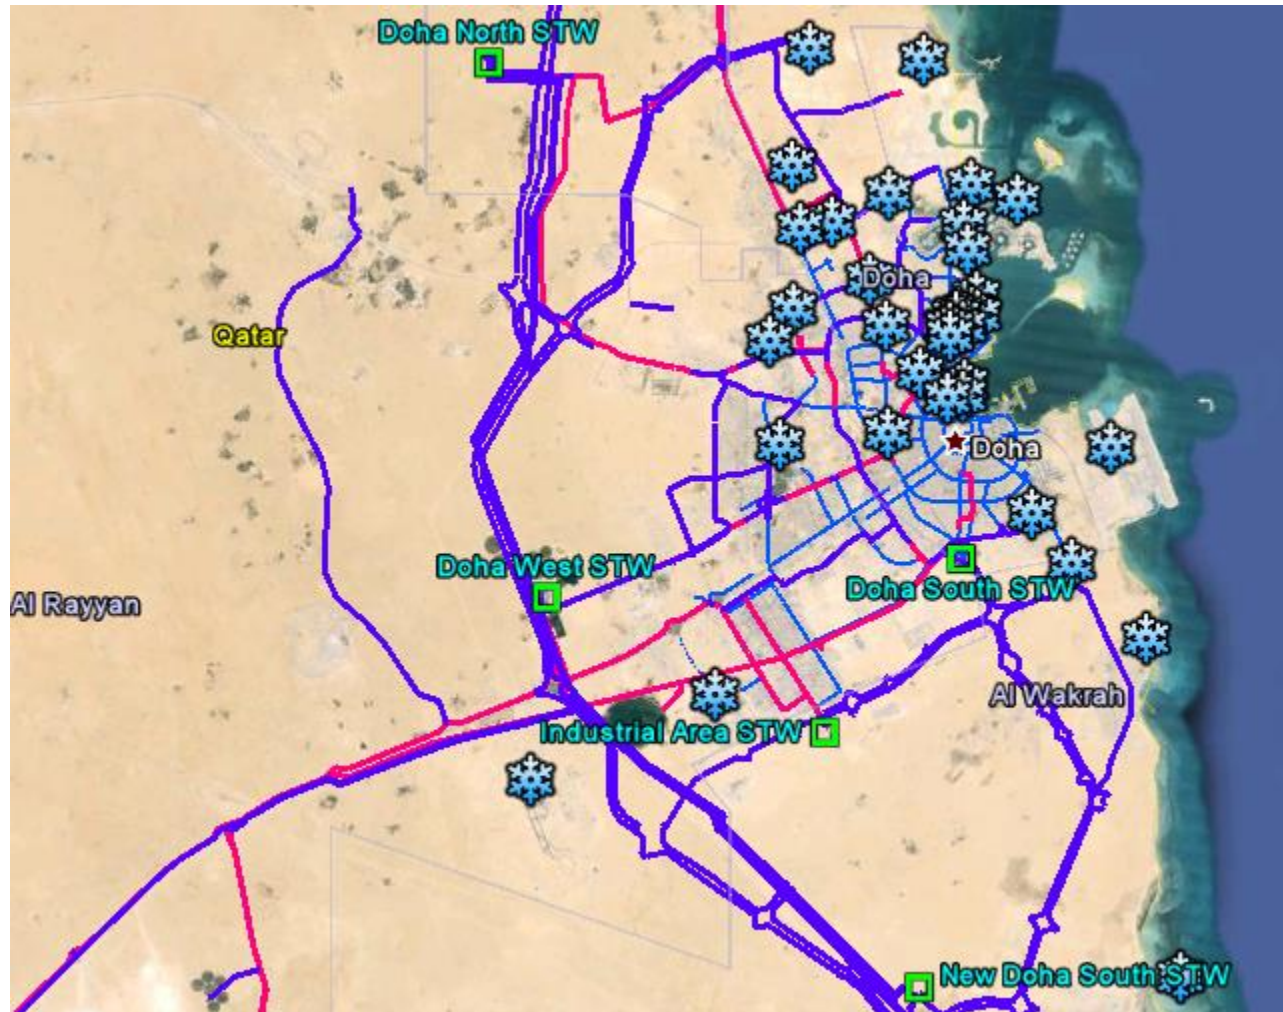 Doha North STW
Doha
Qatar
Doha
Doha West STW
Doha South STW
Al Rayyan
Al Wakrah
Industrial Area STW
New Doha South STW